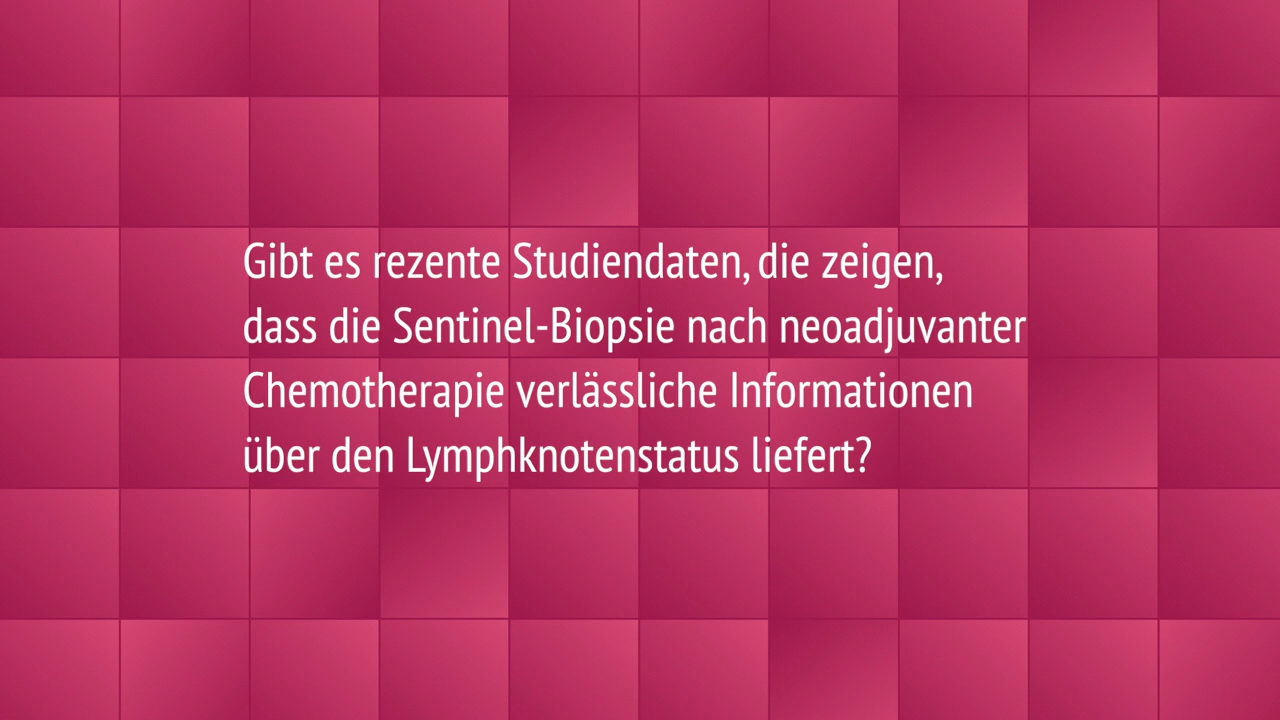 Gibt es rezente Studiendaten, die zeigen,
dass die Sentinel-Biopsie nach neoadjuvanter
Chemotherapie verlässliche Informationen
über den Lymphknotenstatus liefert?